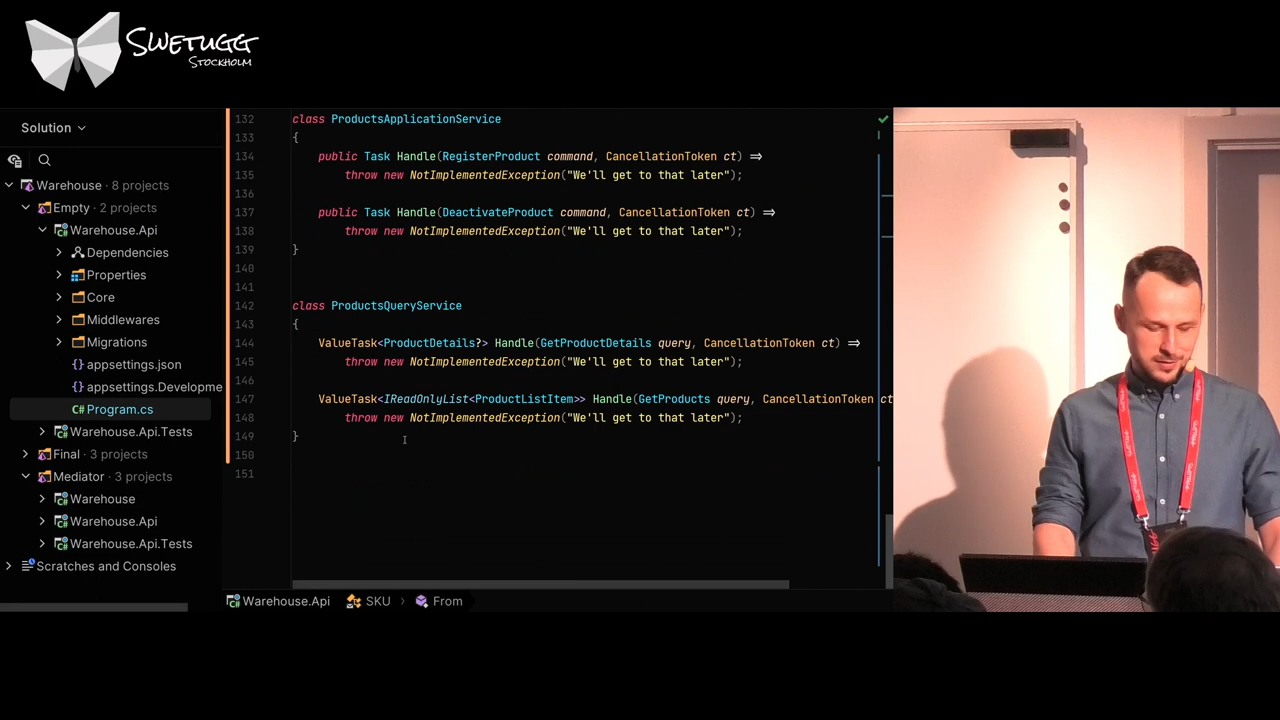 SWETUGG
STOCKHOLM
Solution
Warehouse · 8 projects
Empty · 2 projects
Warehouse.Api
Dependencies
Properties
Core
Middlewares
Migrations
{} appsettings.json
{} appsettings.Developme
C# Program.cs
Warehouse.Api.Tests
Final · 3 projects
Mediator · 3 projects
Warehouse
Warehouse.Api
Warehouse.Api.Tests
Scratches and Consoles
132 class ProductsApplicationService
133 {
134 public Task Handle(RegisterProduct command, CancellationToken ct) =>
135 throw new NotImplementedException("We'll get to that later");
136
137 public Task Handle(DeactivateProduct command, CancellationToken ct) =>
138 throw new NotImplementedException("We'll get to that later");
139 }
140
141
142 class ProductsQueryService
143 {
144 ValueTask<ProductDetails?> Handle(GetProductDetails query, CancellationToken ct) =>
145 throw new NotImplementedException("We'll get to that later");
146
147 ValueTask<IReadOnlyList<ProductListItem>> Handle(GetProducts query, CancellationToken ct
148 throw new NotImplementedException("We'll get to that later");
149 }
150
151
Warehouse.Api SKU > From